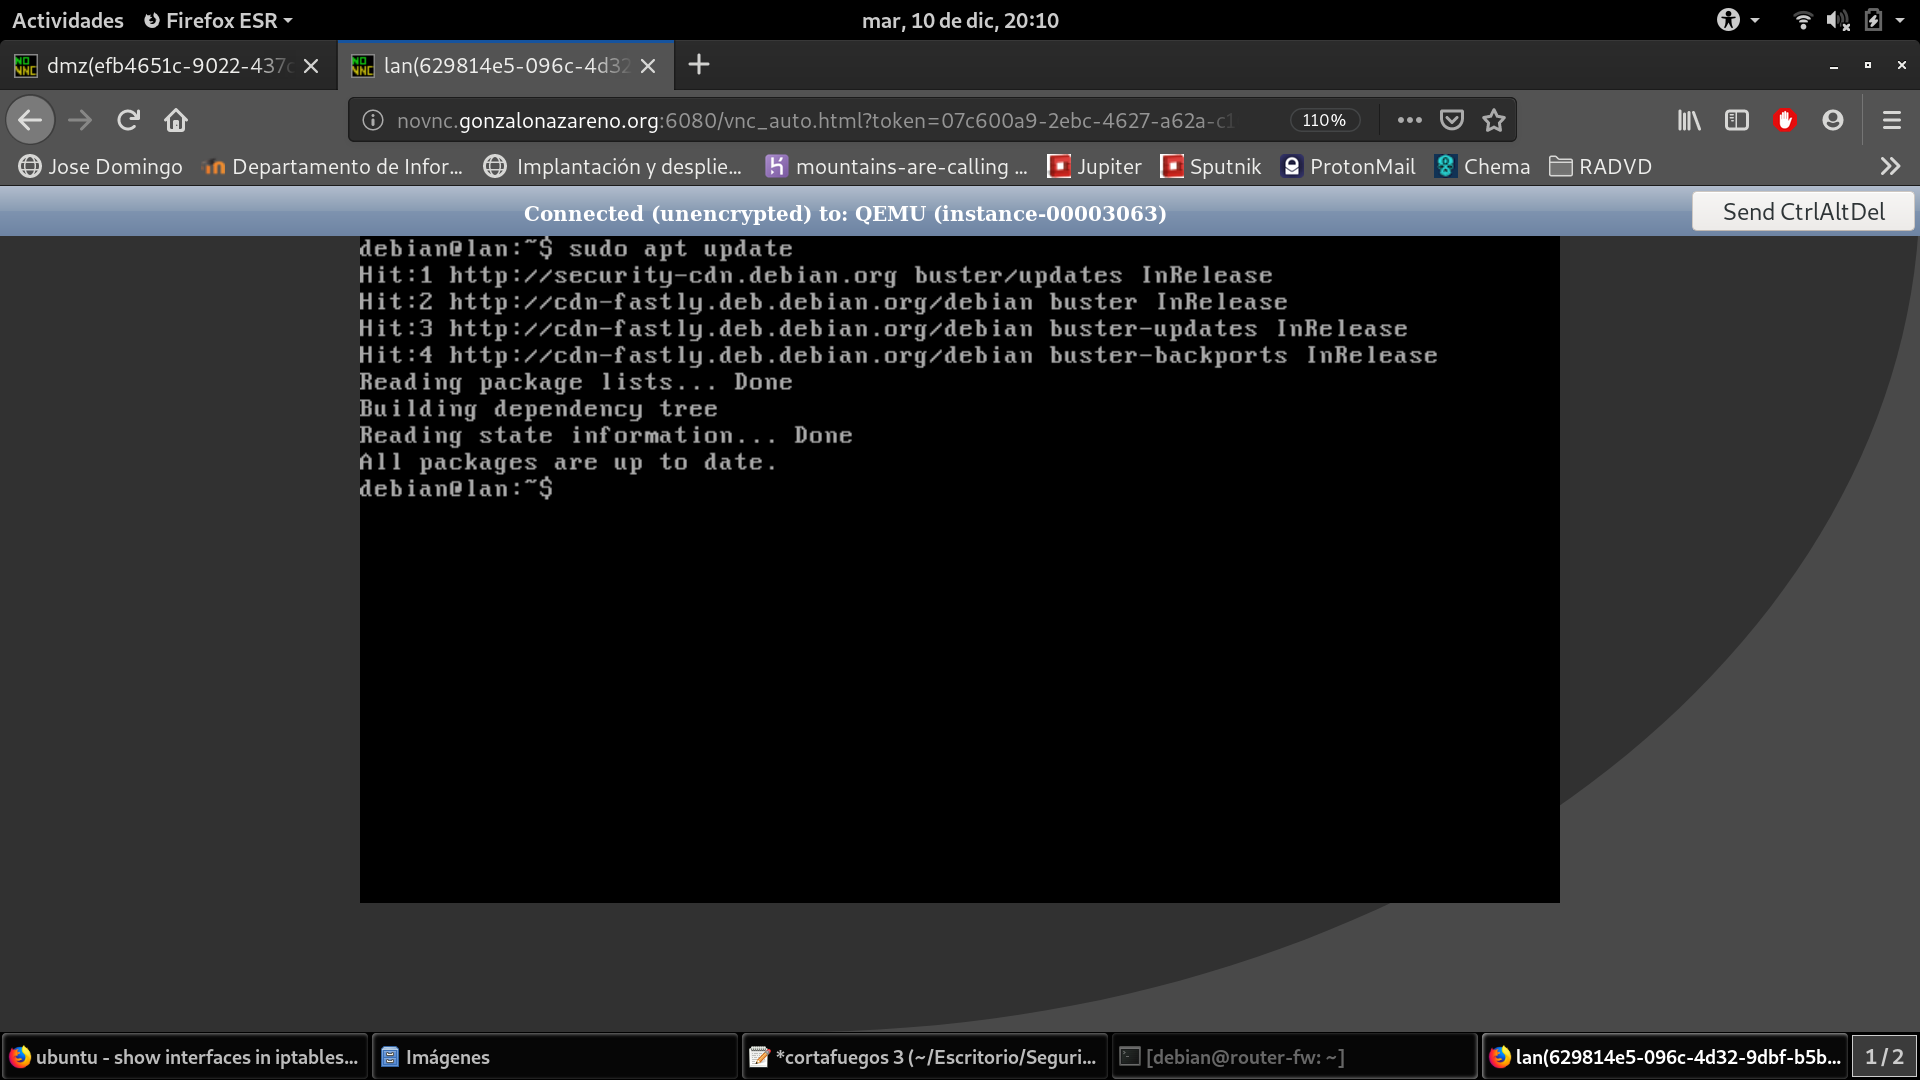 Actividades Firefox ESR mar, 10 de dic, 20:10
dmz(efb4651c-9022-437c lan(629814e5-096c-4d32
novnc.gonzalonazareno.org:6080/vnc_auto.html?token=07c600a9-2ebc-4627-a62a-c1 110%
Jose Domingo Departamento de Infor... Implantación y desplie... mountains-are-calling ... Jupiter Sputnik ProtonMail Chema RADVD
Connected (unencrypted) to: QEMU (instance-00003063) Send CtrlAltDel
debian@lan:~$ sudo apt update
Hit:1 http://security-cdn.debian.org buster/updates InRelease
Hit:2 http://cdn-fastly.deb.debian.org/debian buster InRelease
Hit:3 http://cdn-fastly.deb.debian.org/debian buster-updates InRelease
Hit:4 http://cdn-fastly.deb.debian.org/debian buster-backports InRelease
Reading package lists... Done
Building dependency tree
Reading state information... Done
All packages are up to date.
debian@lan:~$
ubuntu - show interfaces in iptables... Imágenes *cortafuegos 3 (~/Escritorio/Seguri... [debian@router-fw: ~] lan(629814e5-096c-4d32-9dbf-b5b... 1 / 2